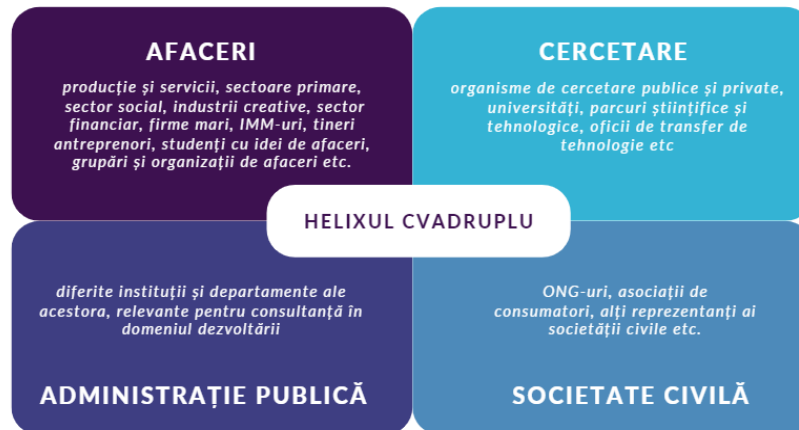 AFACERI
producție și servicii, sectoare primare,
sector social, industrii creative, sector
financiar, firme mari, IMM-uri, tineri
antreprenori, studenți cu idei de afaceri,
grupări și organizații de afaceri etc.
CERCETARE
organisme de cercetare publice și private,
universități, parcuri științifice și
tehnologice, oficii de transfer de
tehnologie etc
HELIXUL CVADRUPLU
diferite instituții și departamente ale
acestora, relevante pentru consultanță în
domeniul dezvoltării
ADMINISTRAȚIE PUBLICĂ
ONG-uri, asociații de
consumatori, alți reprezentanți ai
societății civile etc.
SOCIETATE CIVILĂ